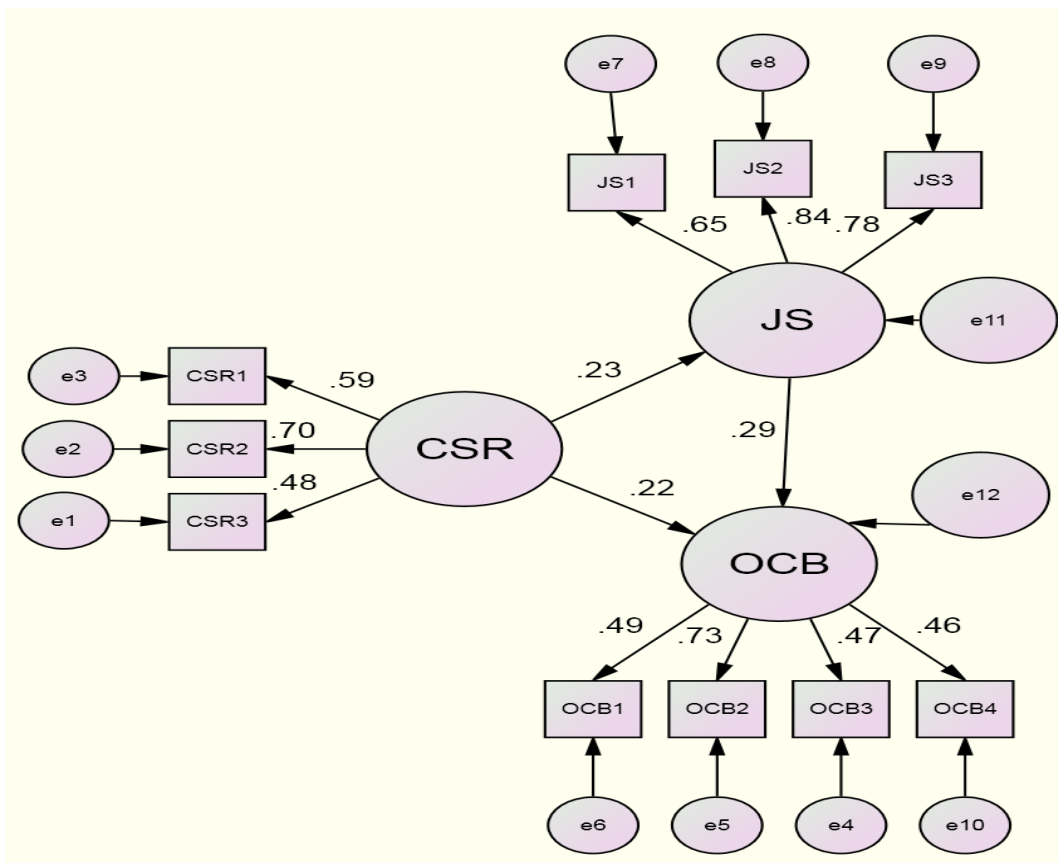 e7
e8
e9
JS1
JS2
JS3
.65
.84
.78
JS
e11
e3
CSR1
.59
.23
e2
CSR2
.70
CSR
.29
e1
CSR3
.48
.22
e12
OCB
.49
.73
.47
.46
OCB1
OCB2
OCB3
OCB4
e6
e5
e4
e10